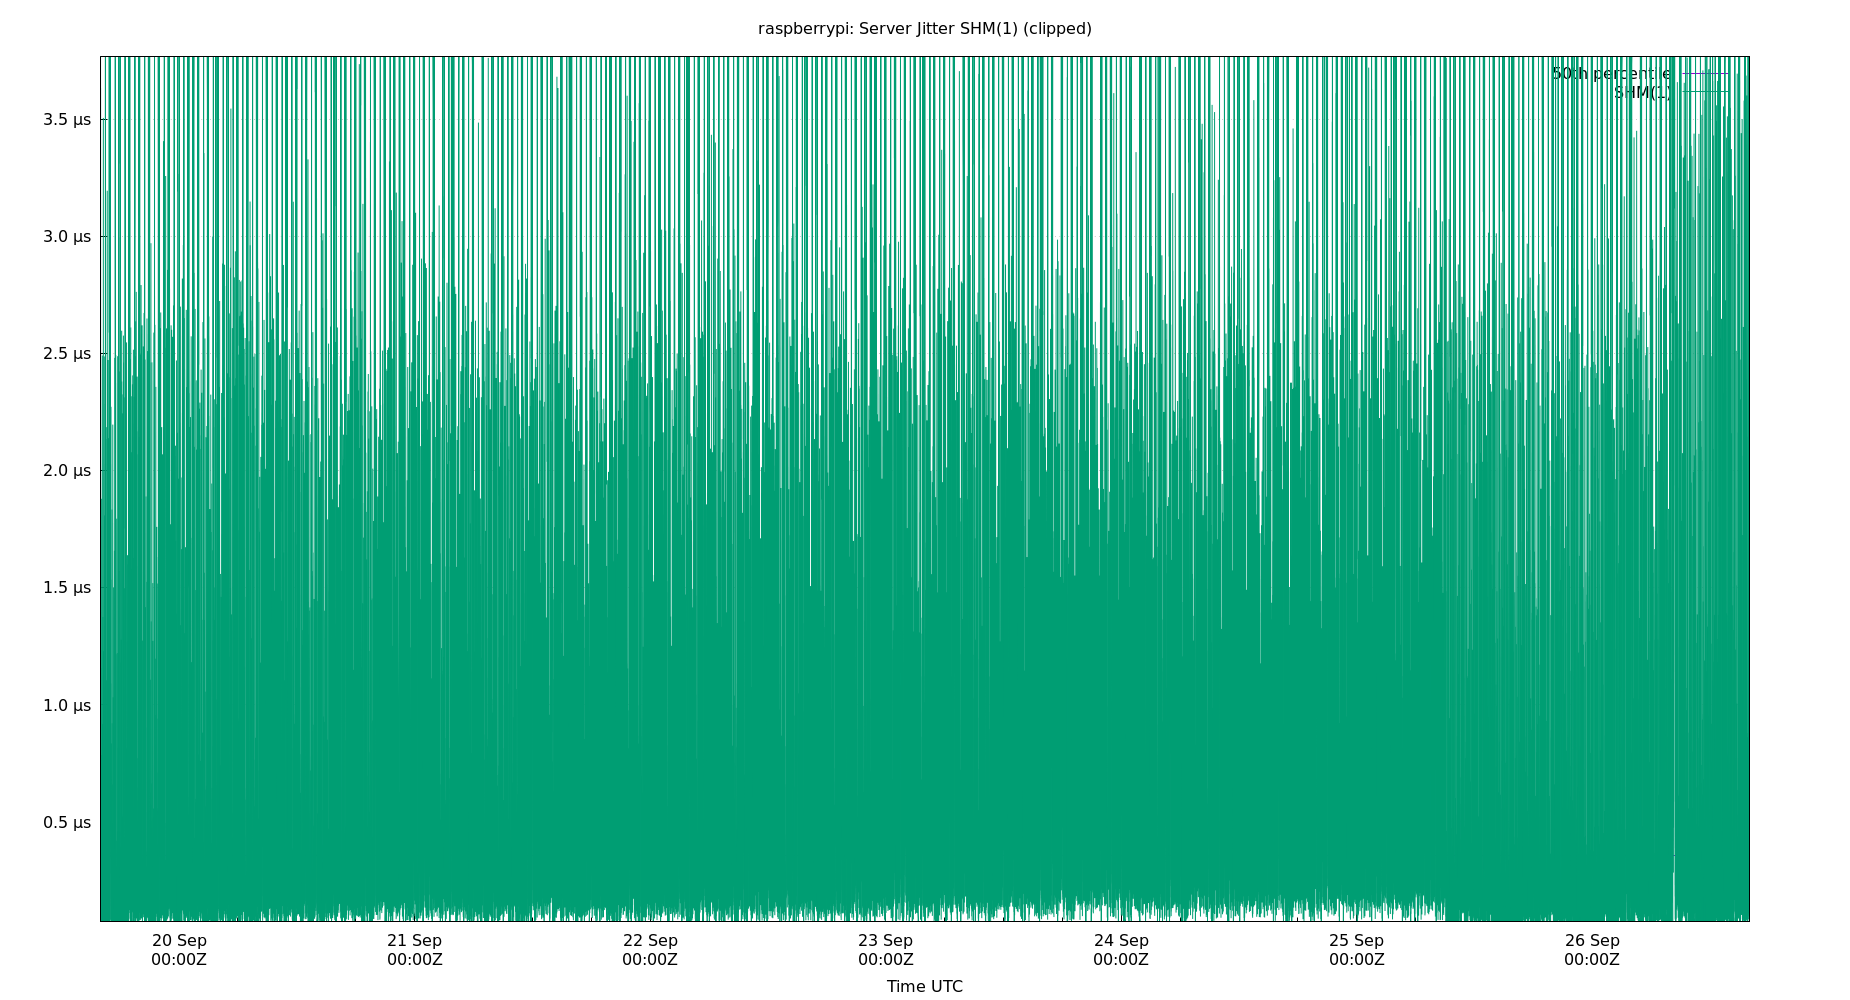 raspberrypi: Server Jitter SHM(1) (clipped)
50th percentile
SHM(1)
3.5 µs
3.0 µs
2.5 µs
2.0 µs
1.5 µs
1.0 µs
0.5 µs
20 Sep 21 Sep 22 Sep 23 Sep 24 Sep 25 Sep 26 Sep
00:00Z 00:00Z 00:00Z 00:00Z 00:00Z 00:00Z 00:00Z
Time UTC